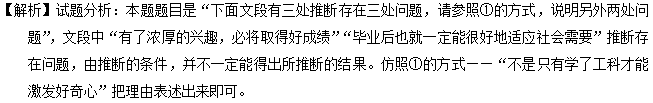 【解析】试题分析：本题题目是“下面文段有三处推断存在三处问题，请参照①的方式，说明另外两处问
题”，文段中“有了浓厚的兴趣，必将取得好成绩”“毕业后也就一定能很好地适应社会需要”推断存
在问题，由推断的条件，并不一定能得出所推断的结果。仿照①的方式——“不是只有学了工科才能
激发好奇心”把理由表述出来即可。